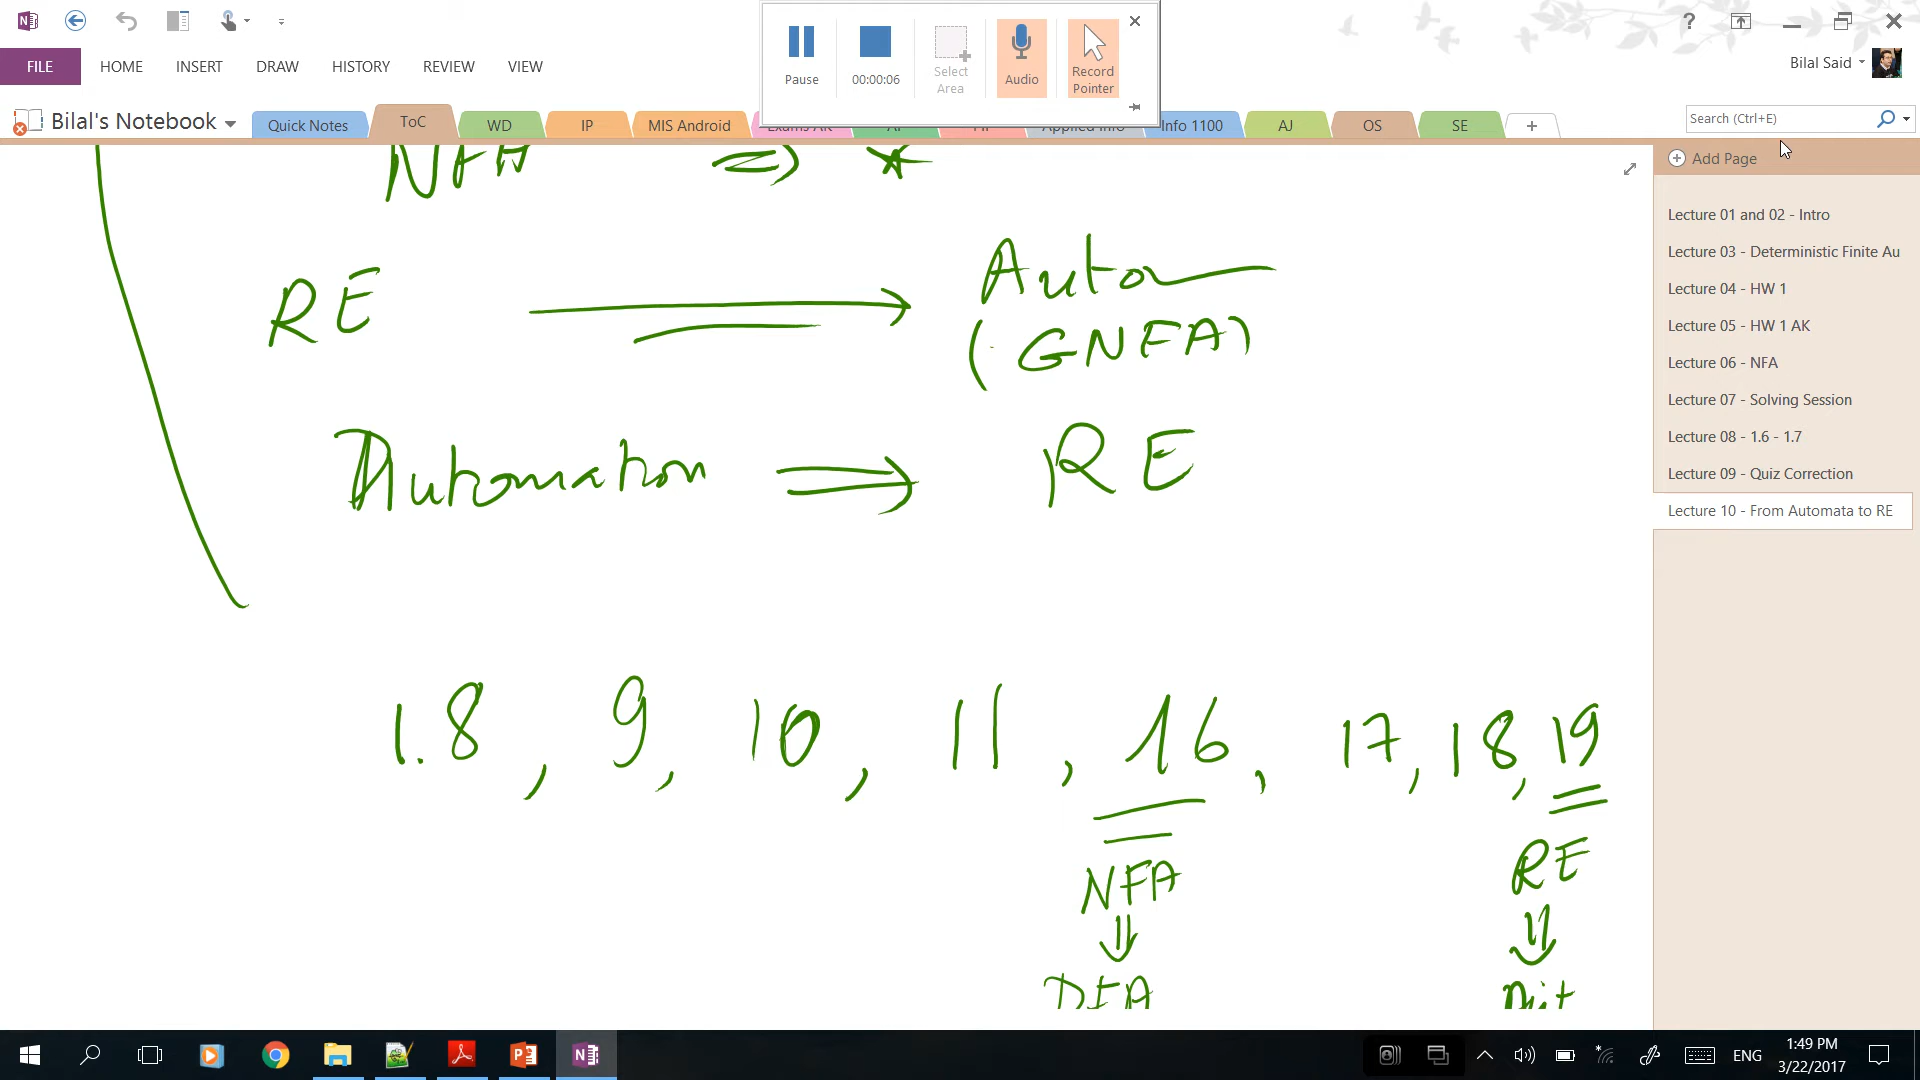 Pause
00:00:06
Select Area
Audio
Record Pointer
Bilal Said
FILE HOME INSERT DRAW HISTORY REVIEW VIEW
Bilal's Notebook
Quick Notes ToC WD IP MIS Android Exams AK Applied Info Info 1100 AJ OS SE
Search (Ctrl+E)
Add Page
Lecture 01 and 02 - Intro
Lecture 03 - Deterministic Finite Au
Lecture 04 - HW 1
Lecture 05 - HW 1 AK
Lecture 06 - NFA
Lecture 07 - Solving Session
Lecture 08 - 1.6 - 1.7
Lecture 09 - Quiz Correction
Lecture 10 - From Automata to RE
NFA ⇒ *
RE → Auto
(GNFA)
Automaton ⇒ RE
1.8, 9, 10, 11, 16, 17, 18, 19
NFA RE
⇓ ⇓
DFA
ENG
1:49 PM
3/22/2017